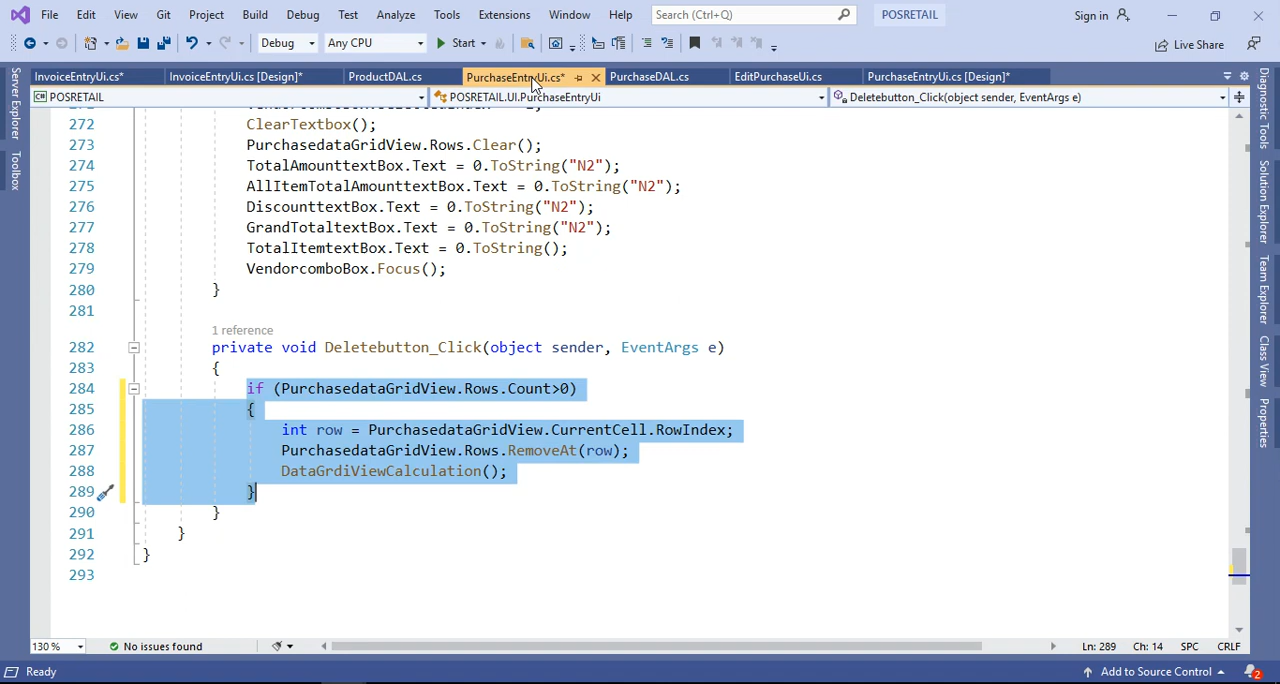 File Edit View Git Project Build Debug Test Analyze Tools Extensions Window Help Search (Ctrl+Q) POSRETAIL Sign in
Debug Any CPU Start Live Share
InvoiceEntryUi.cs* InvoiceEntryUi.cs [Design]* ProductDAL.cs PurchaseEntryUi.cs* PurchaseDAL.cs EditPurchaseUi.cs PurchaseEntryUi.cs [Design]*
POSRETAIL POSRETAIL.UI.PurchaseEntryUi Deletebutton_Click(object sender, EventArgs e)
272 ClearTextbox();
273 PurchasedataGridView.Rows.Clear();
274 TotalAmounttextBox.Text = 0.ToString("N2");
275 AllItemTotalAmounttextBox.Text = 0.ToString("N2");
276 DiscounttextBox.Text = 0.ToString("N2");
277 GrandTotaltextBox.Text = 0.ToString("N2");
278 TotalItemtextBox.Text = 0.ToString();
279 VendorcomboBox.Focus();
280 }
281
1 reference
282 private void Deletebutton_Click(object sender, EventArgs e)
283 {
284 if (PurchasedataGridView.Rows.Count>0)
285 {
286 int row = PurchasedataGridView.CurrentCell.RowIndex;
287 PurchasedataGridView.Rows.RemoveAt(row);
288 DataGrdiViewCalculation();
289 }
290 }
291 }
292 }
293
130 % No issues found Ln: 289 Ch: 14 SPC CRLF
Ready Add to Source Control 2
Server Explorer
Toolbox
Diagnostic Tools
Solution Explorer
Team Explorer
Class View
Properties